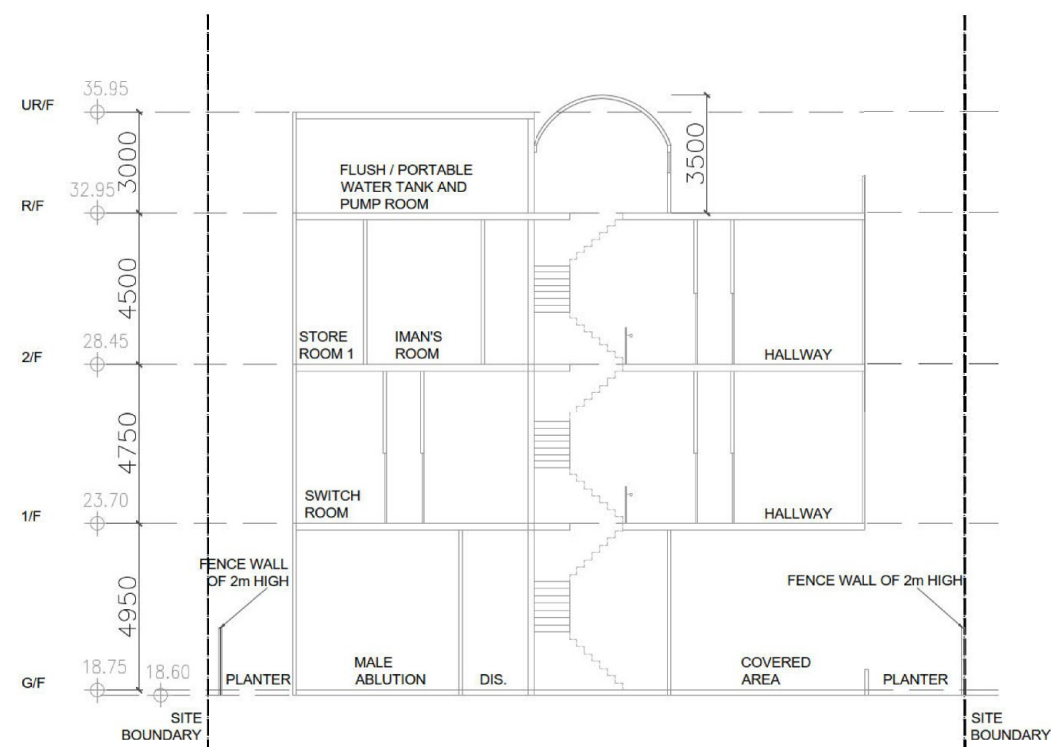 35.95
UR/F
3000
3500
FLUSH / PORTABLE
WATER TANK AND
PUMP ROOM
32.95
R/F
4500
STORE
ROOM 1
IMAN'S
ROOM
28.45
2/F
HALLWAY
4750
SWITCH
ROOM
23.70
1/F
HALLWAY
FENCE WALL
OF 2m HIGH
FENCE WALL OF 2m HIGH
4950
18.75
18.60
G/F
PLANTER
MALE
ABLUTION
DIS.
COVERED
AREA
PLANTER
SITE
BOUNDARY
SITE
BOUNDARY